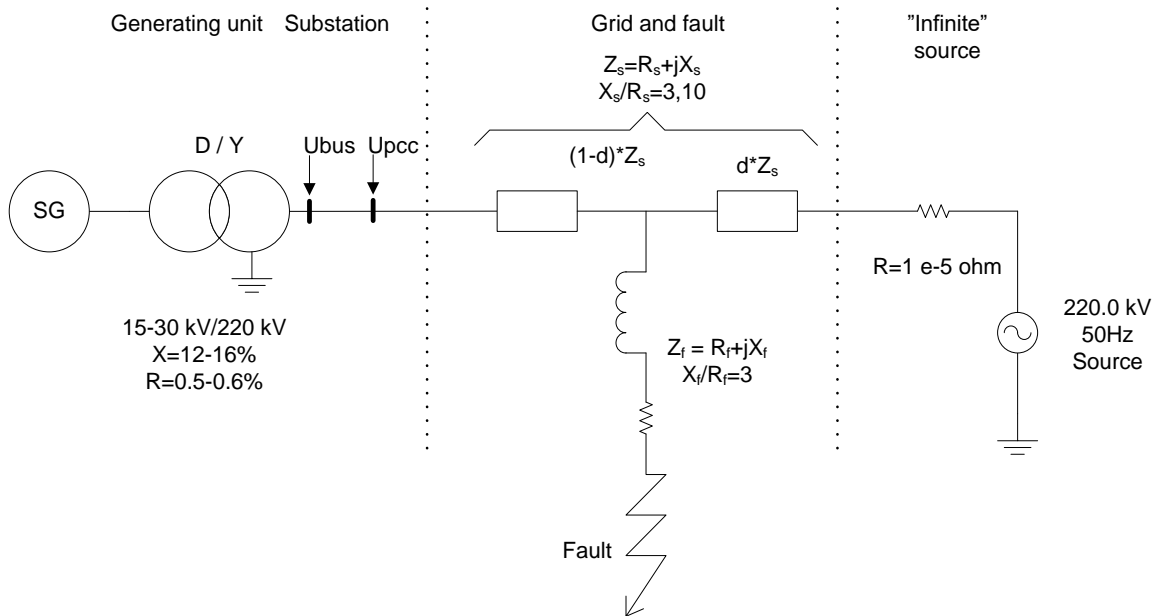 Generating unit Substation
Grid and fault
"Infinite"
source
Zs=Rs+jXs
Xs/Rs=3,10
D / Y
Ubus
Upcc
(1-d)*Zs
d*Zs
SG
R=1 e-5 ohm
15-30 kV/220 kV
X=12-16%
R=0.5-0.6%
Zf = Rf+jXf
Xf/Rf=3
220.0 kV
50Hz
Source
Fault